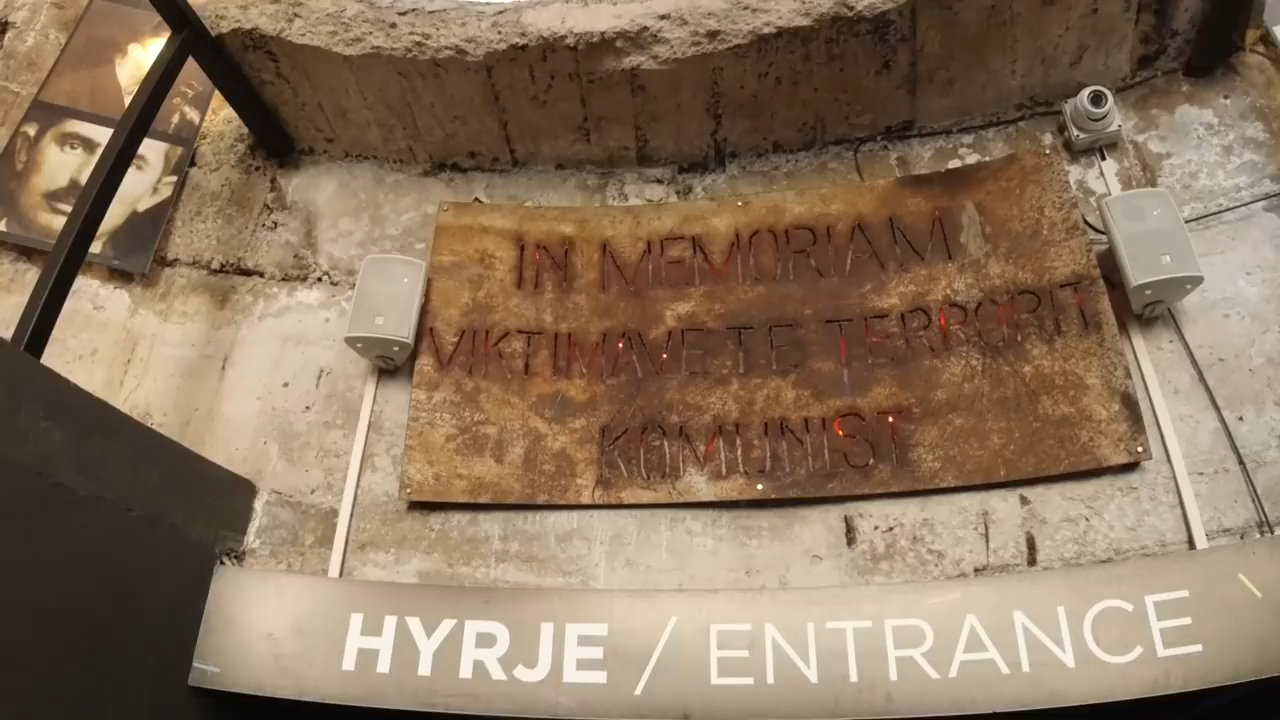 IN MEMORIAM
VIKTIMAVE TE TERRORIT
KOMUNIST
HYRJE / ENTRANCE